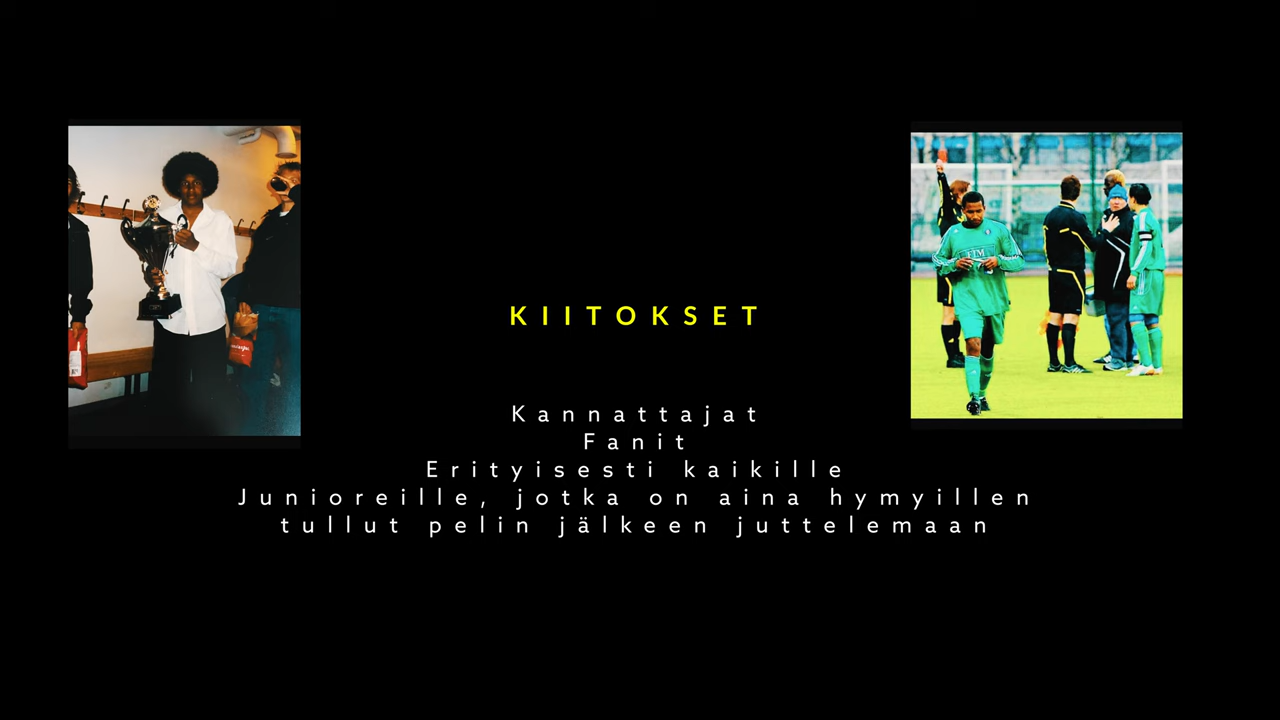 KIITOKSET
Kannattajat
Fanit
Erityisesti kaikille
Junioreille, jotka on aina hymyillen
tullut pelin jälkeen juttelemaan